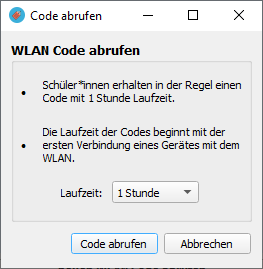 Code abrufen
WLAN Code abrufen
• Schüler*innen erhalten in der Regel einen
Code mit 1 Stunde Laufzeit.
• Die Laufzeit der Codes beginnt mit der
ersten Verbindung eines Gerätes mit dem
WLAN.
Laufzeit: 1 Stunde
Code abrufen Abbrechen